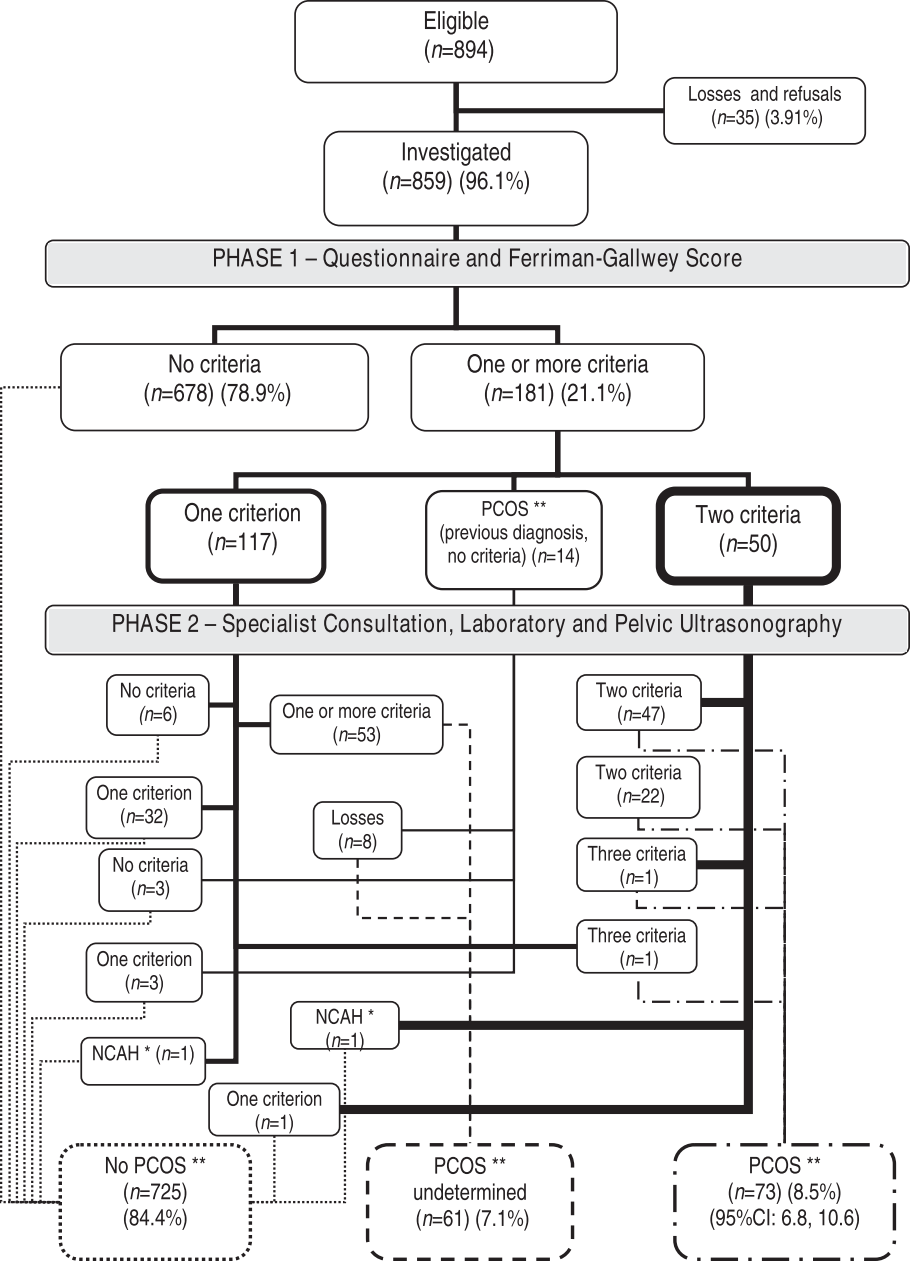 Eligible
(n=894)
Losses and refusals
(n=35) (3.91%)
Investigated
(n=859) (96.1%)
PHASE 1 – Questionnaire and Ferriman-Gallwey Score
No criteria
(n=678) (78.9%)
One or more criteria
(n=181) (21.1%)
One criterion
(n=117)
PCOS **
(previous diagnosis,
no criteria) (n=14)
Two criteria
(n=50)
PHASE 2 – Specialist Consultation, Laboratory and Pelvic Ultrasonography
No criteria
(n=6)
One or more criteria
(n=53)
Two criteria
(n=47)
One criterion
(n=32)
Two criteria
(n=22)
Losses
(n=8)
No criteria
(n=3)
Three criteria
(n=1)
Three criteria
(n=1)
One criterion
(n=3)
NCAH *
(n=1)
NCAH * (n=1)
One criterion
(n=1)
No PCOS **
(n=725)
(84.4%)
PCOS **
undetermined
(n=61) (7.1%)
PCOS **
(n=73) (8.5%)
(95%CI: 6.8, 10.6)